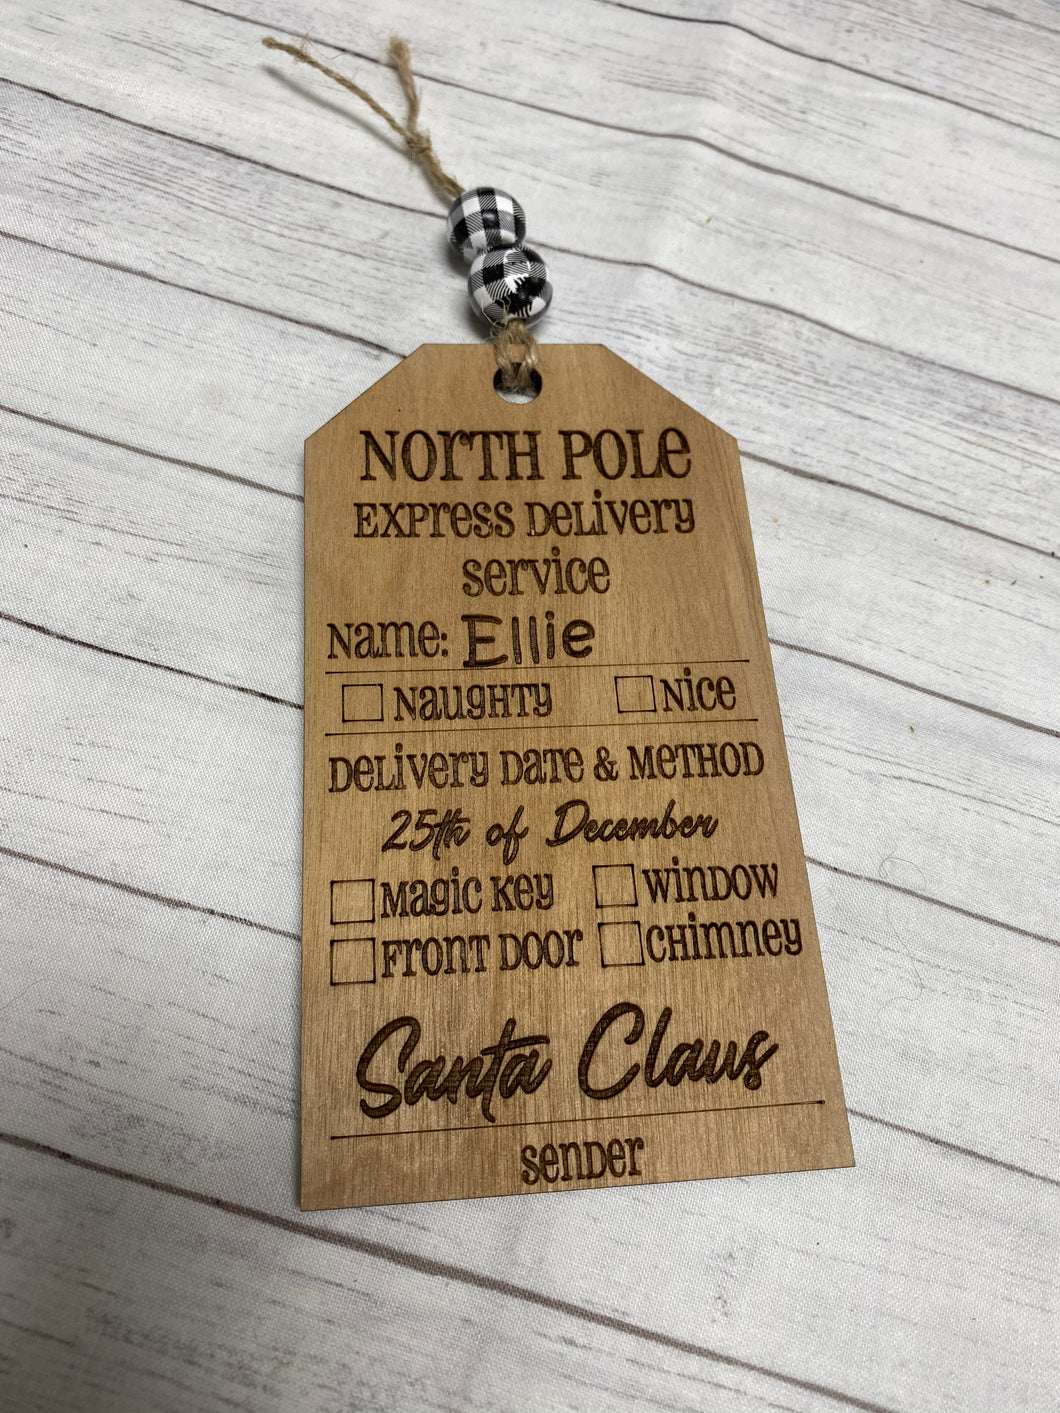 North Pole
Express Delivery
Service
Name: Ellie
Naughty Nice
Delivery Date & Method
25th of December
Magic Key Window
Front Door Chimney
Santa Claus
Sender